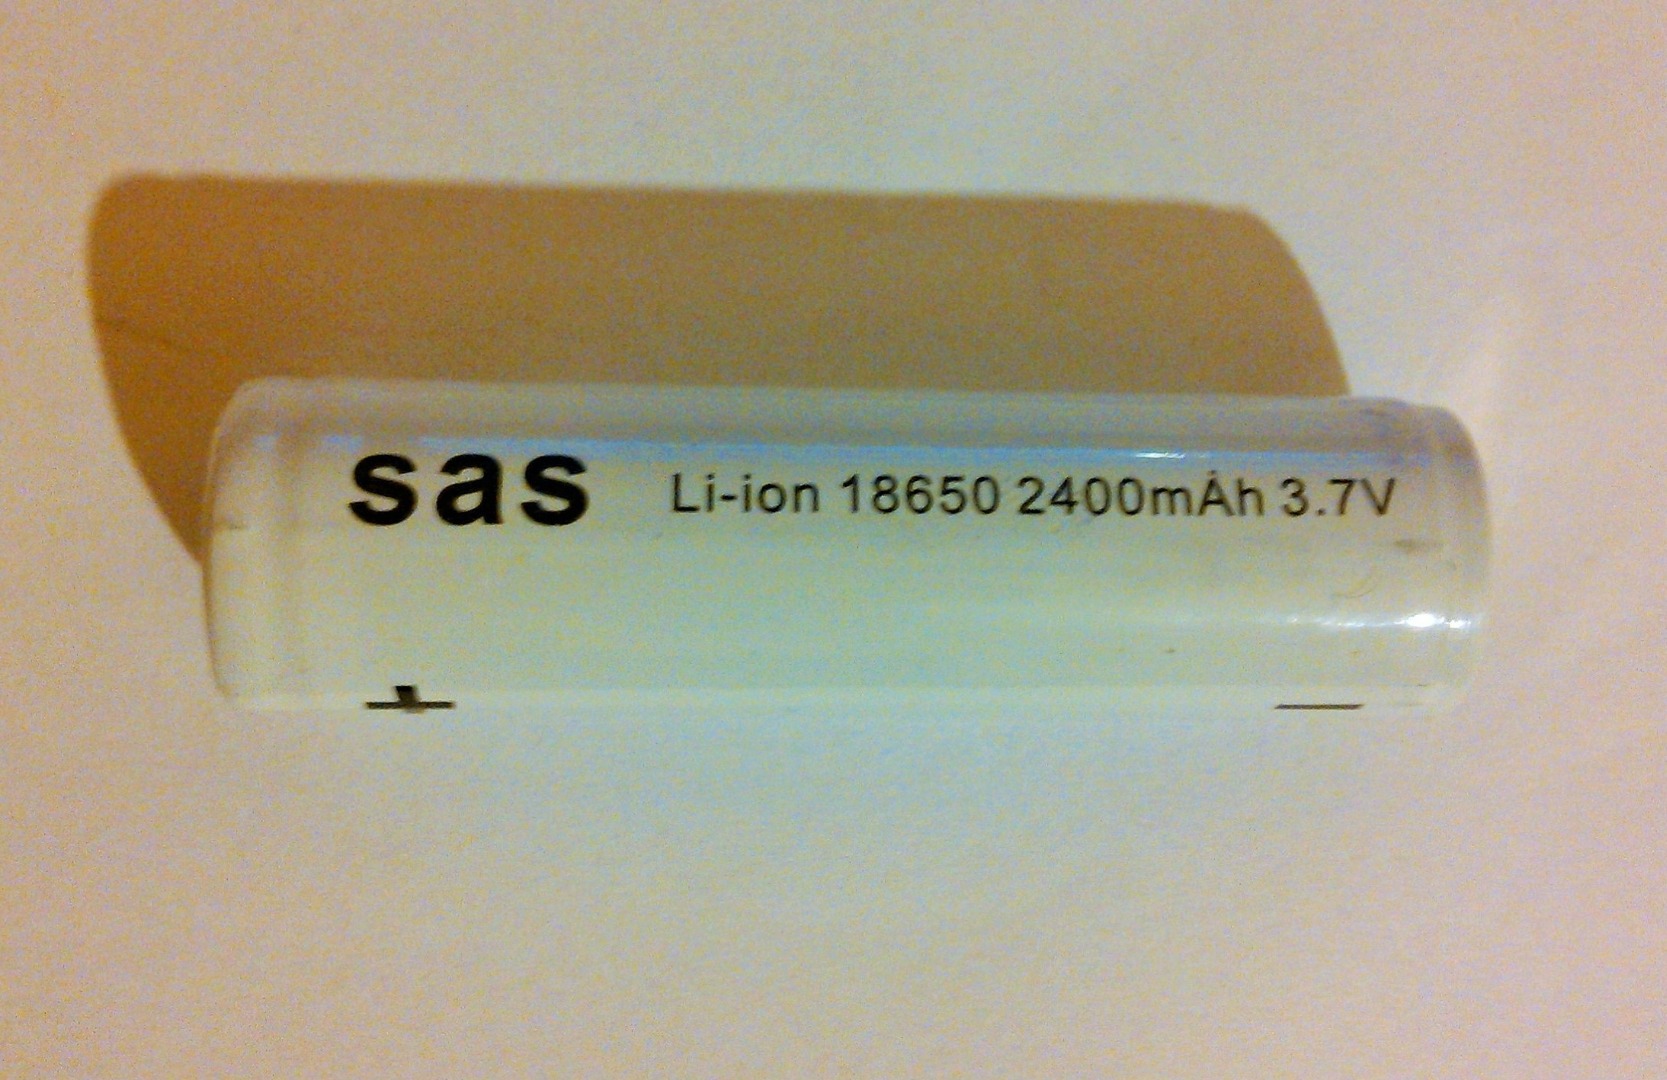 sas Li-ion 18650 2400mAh 3.7V
+ —